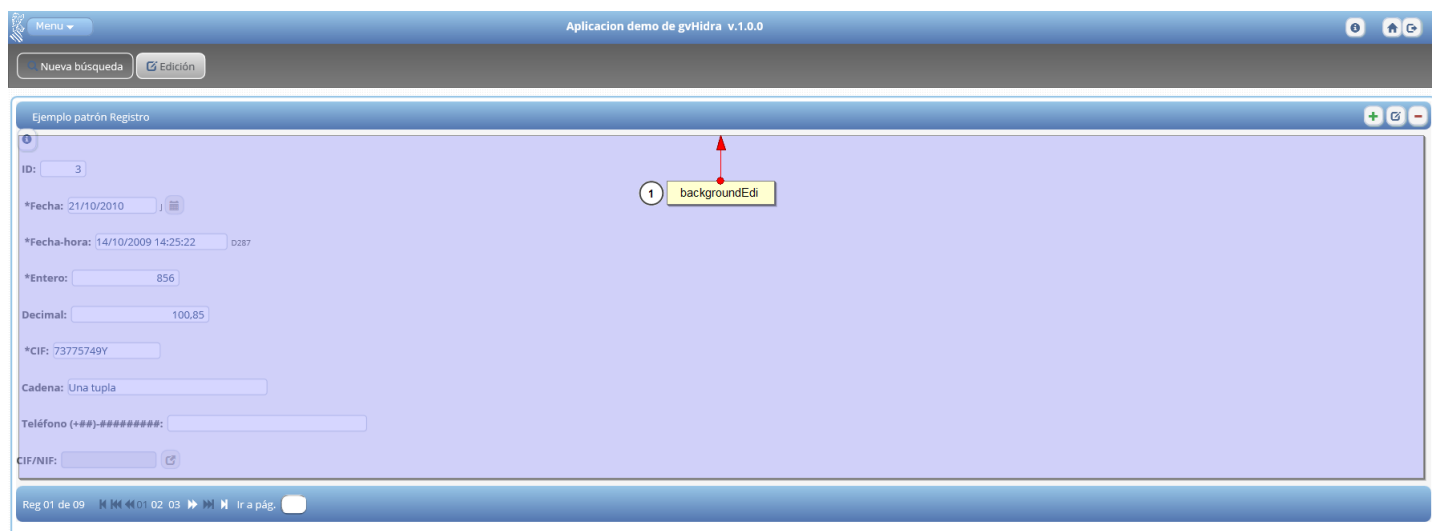 Menu
Aplicacion demo de gvHidra v.1.0.0
Nueva búsqueda
Edición
Ejemplo patrón Registro
ID: 3
*Fecha: 21/10/2010 J
*Fecha-hora: 14/10/2009 14:25:22 D287
*Entero: 856
Decimal: 100,85
*CIF: 73775749Y
Cadena: Una tupla
Teléfono (+##)-#########:
CIF/NIF:
1 backgroundEdi
Reg 01 de 09 01 02 03 Ir a pág.